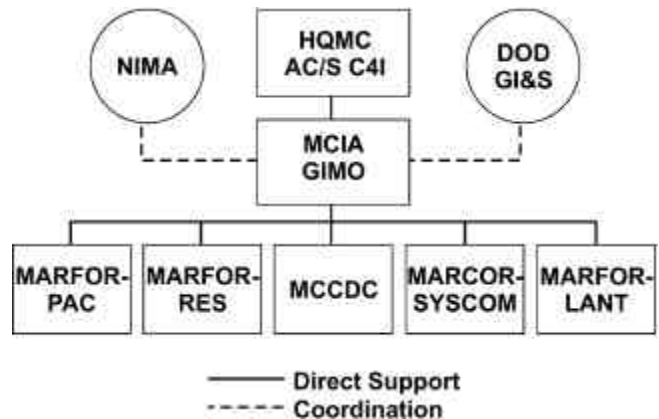 NIMA
HQMC
AC/S C4I
DOD
GI&S
MCIA
GIMO
MARFOR-
PAC
MARFOR-
RES
MCCDC
MARCOR-
SYSCOM
MARFOR-
LANT
Direct Support
Coordination